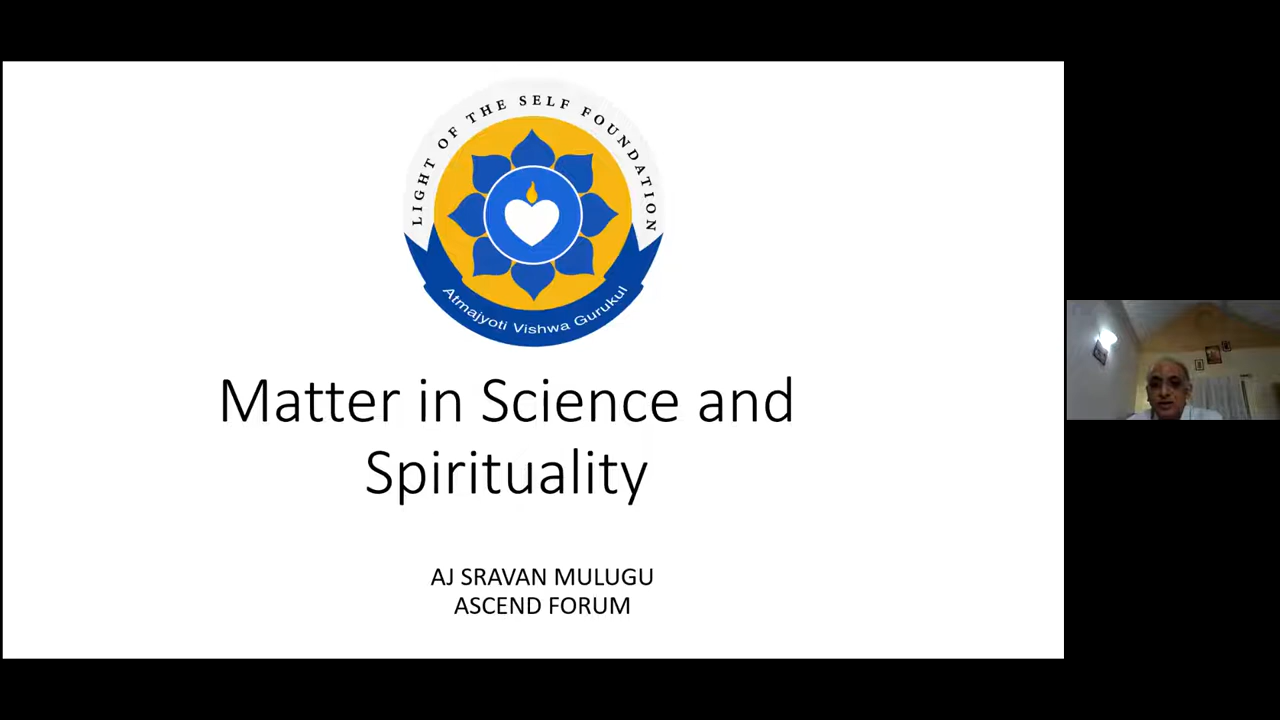 LIGHT OF THE SELF FOUNDATION
Atmajyoti Vishwa Gurukul
Matter in Science and
Spirituality
AJ SRAVAN MULUGU
ASCEND FORUM